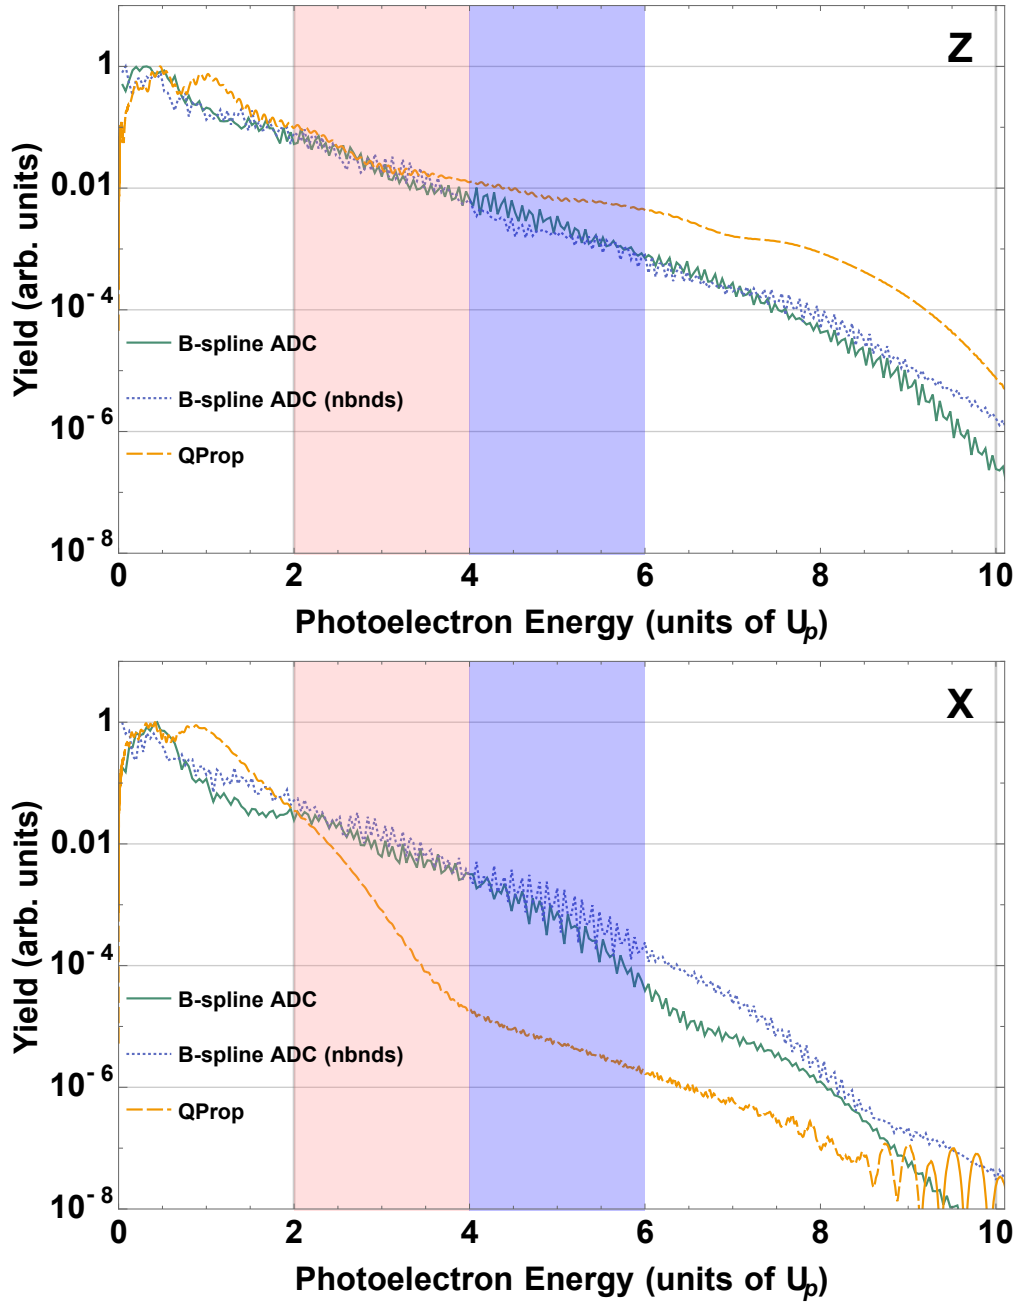 Z
1
0.01
10-4
10-6
10-8
Yield (arb. units)
B-spline ADC
B-spline ADC (nbnds)
QProp
0 2 4 6 8 10
Photoelectron Energy (units of Up)
X
1
0.01
10-4
10-6
10-8
Yield (arb. units)
B-spline ADC
B-spline ADC (nbnds)
QProp
0 2 4 6 8 10
Photoelectron Energy (units of Up)